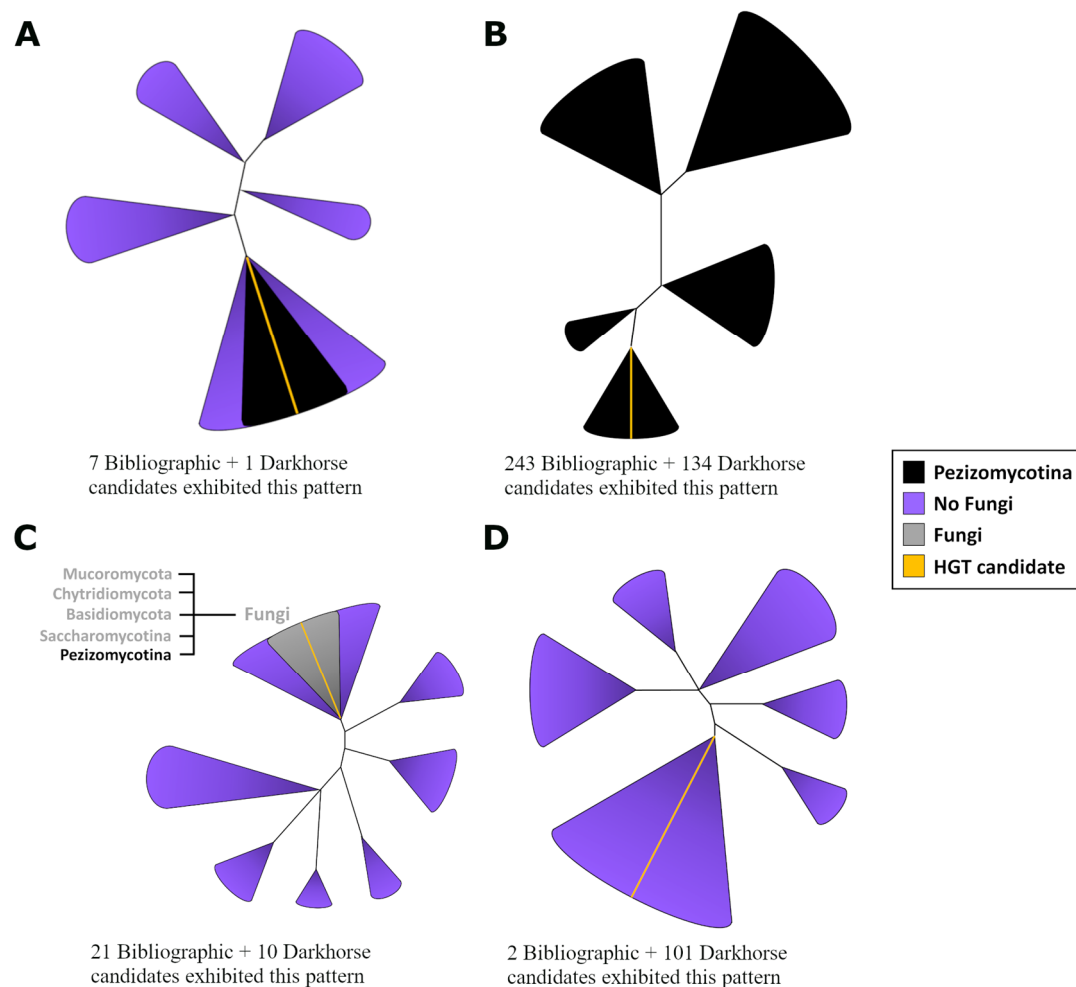 A
B
7 Bibliographic + 1 Darkhorse
candidates exhibited this pattern
243 Bibliographic + 134 Darkhorse
candidates exhibited this pattern
Pezizomycotina
No Fungi
Fungi
HGT candidate
C
D
Mucoromycota
Chytridiomycota
Basidiomycota
Saccharomycotina
Pezizomycotina
Fungi
21 Bibliographic + 10 Darkhorse
candidates exhibited this pattern
2 Bibliographic + 101 Darkhorse
candidates exhibited this pattern